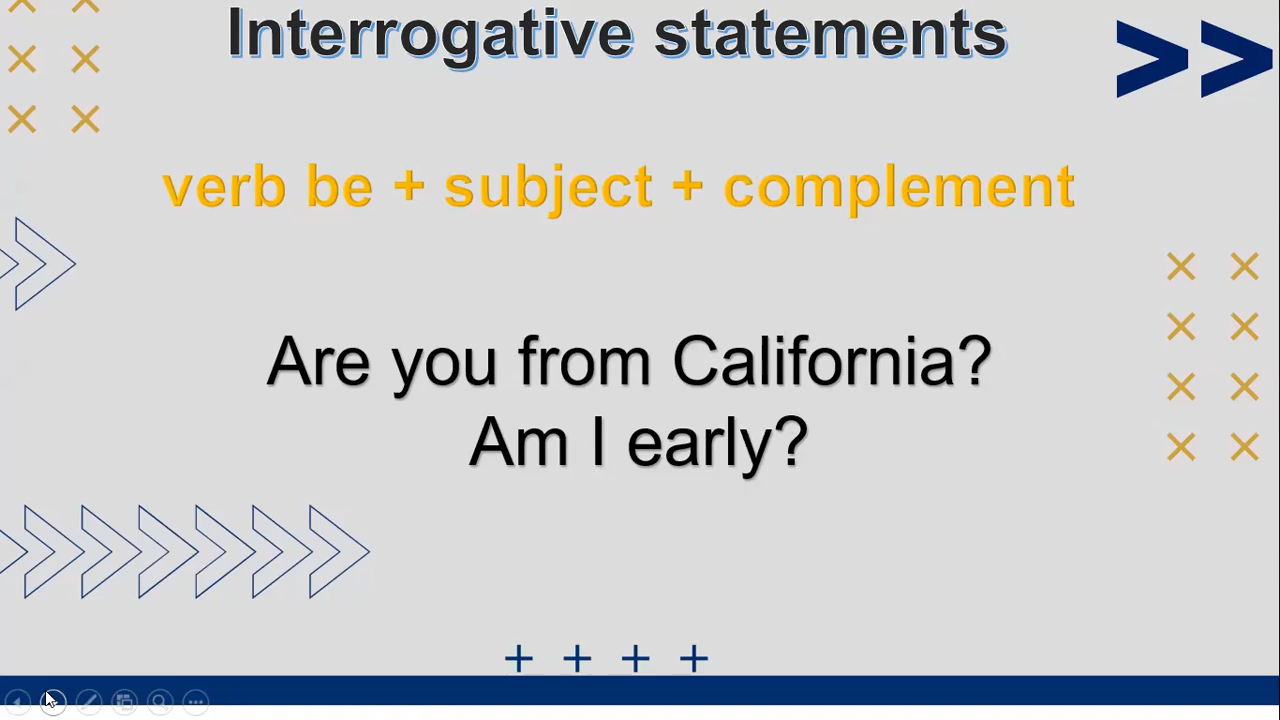 Interrogative statements
verb be + subject + complement
Are you from California?
Am I early?